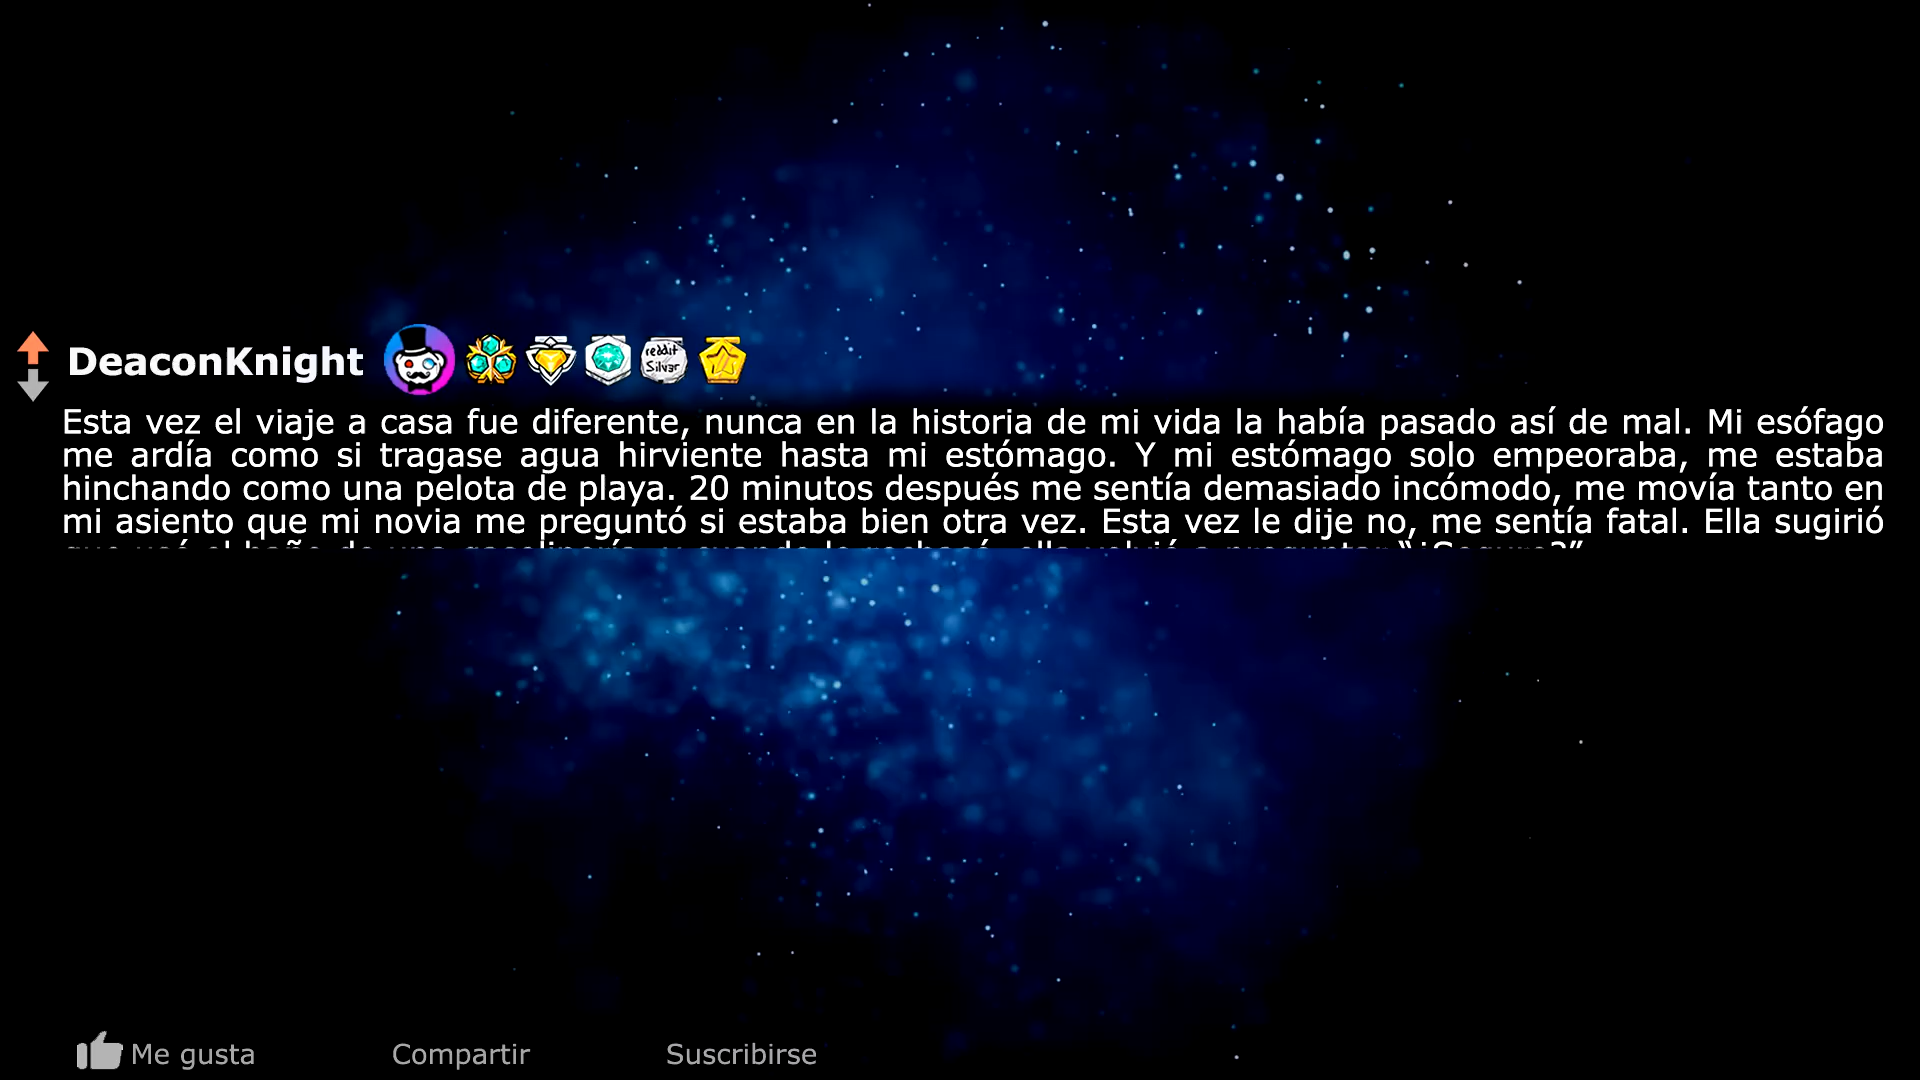 DeaconKnight
reddit
Silver
Esta vez el viaje a casa fue diferente, nunca en la historia de mi vida la había pasado así de mal. Mi esófago
me ardía como si tragase agua hirviente hasta mi estómago. Y mi estómago solo empeoraba, me estaba
hinchando como una pelota de playa. 20 minutos después me sentía demasiado incómodo, me movía tanto en
mi asiento que mi novia me preguntó si estaba bien otra vez. Esta vez le dije no, me sentía fatal. Ella sugirió
Me gusta
Compartir
Suscribirse